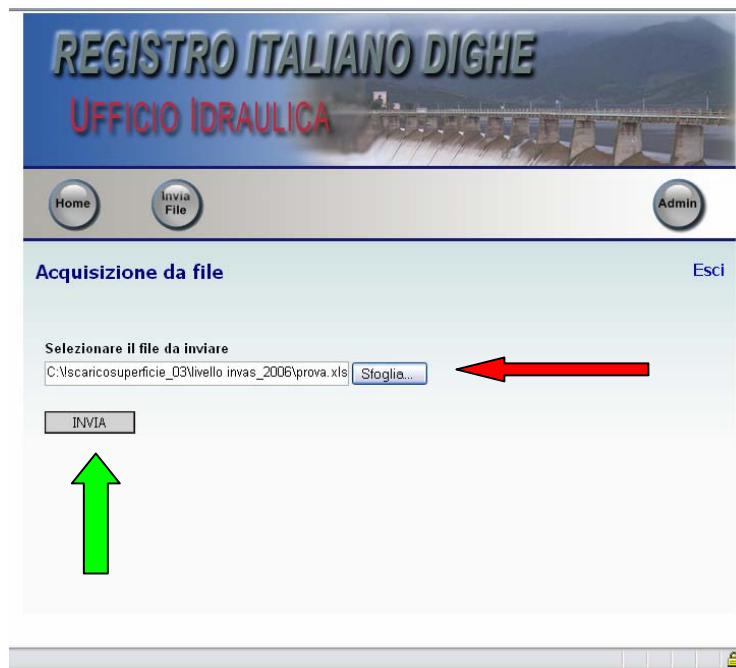 REGISTRO ITALIANO DIGHE
UFFICIO IDRAULICA
Home
Invia
File
Admin
Acquisizione da file
Esci
Selezionare il file da inviare
C:\Iscaricosuperficie_03\livello invas_2006\prova.xls Sfoglia...
INVIA